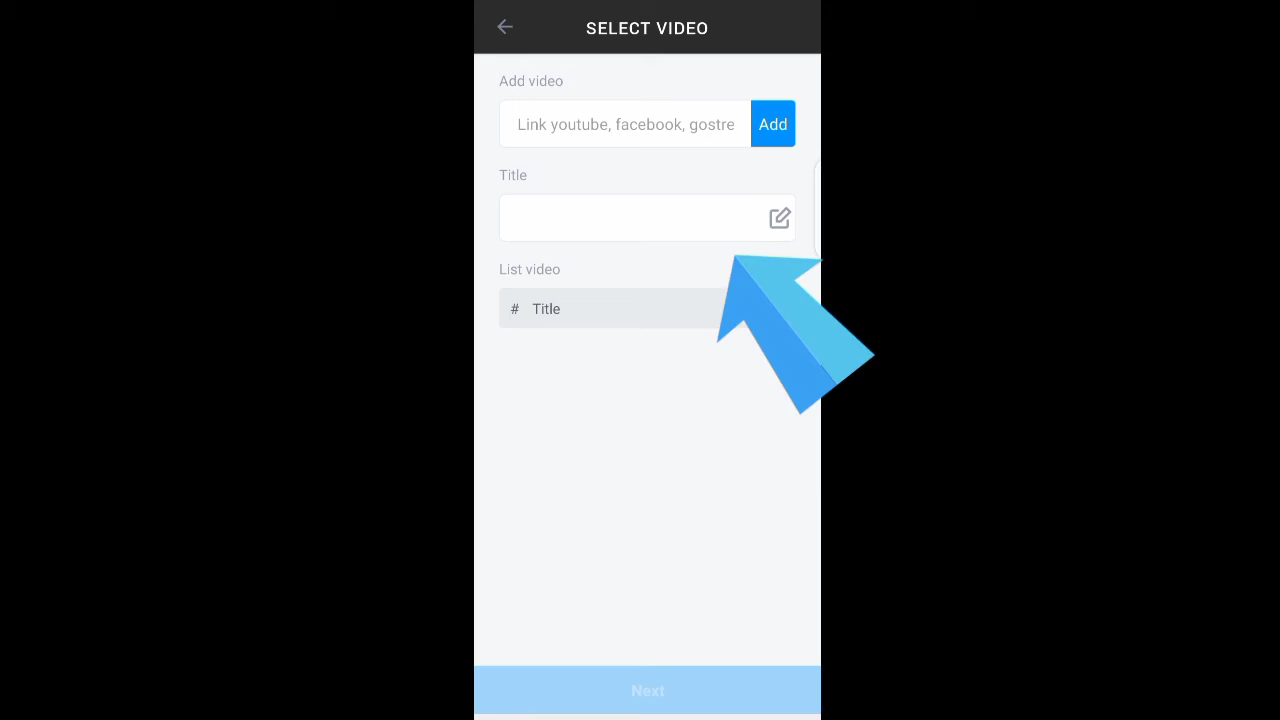 SELECT VIDEO
Add video
Link youtube, facebook, gostre
Add
Title
List video
# Title
Next